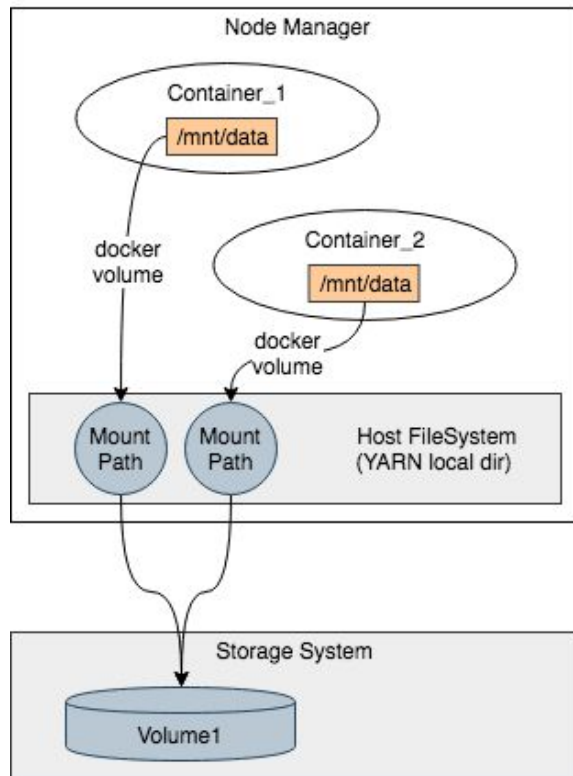 Node Manager
Container_1
/mnt/data
docker
volume
Container_2
/mnt/data
docker
volume
Mount
Path
Mount
Path
Host FileSystem
(YARN local dir)
Storage System
Volume1